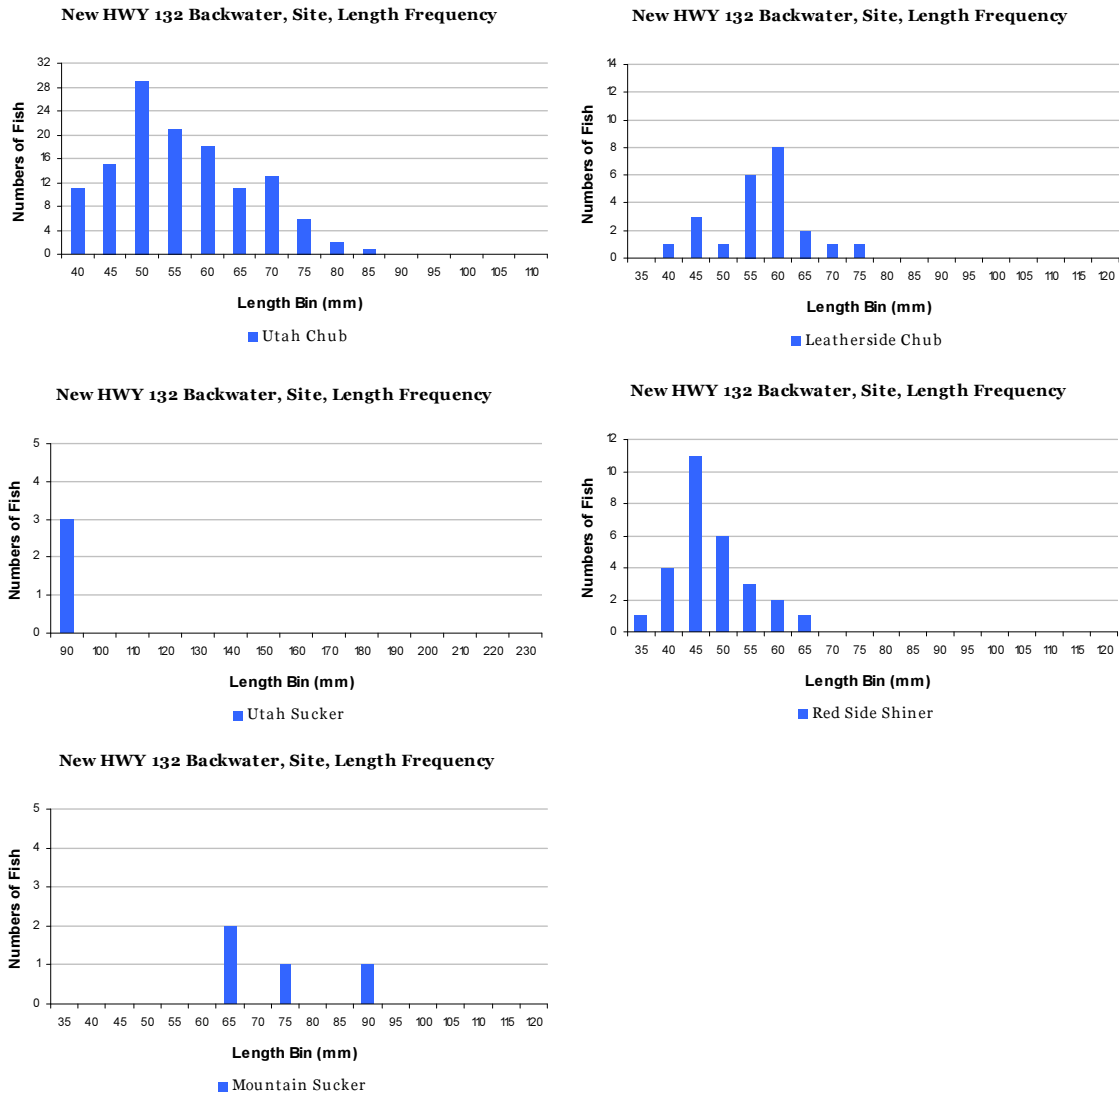 New HWY 132 Backwater, Site, Length Frequency
32
28
24
20
16
12
8
4
0
Numbers of Fish
40 45 50 55 60 65 70 75 80 85 90 95 100 105 110
Length Bin (mm)
Utah Chub
New HWY 132 Backwater, Site, Length Frequency
14
12
10
8
6
4
2
0
Numbers of Fish
35 40 45 50 55 60 65 70 75 80 85 90 95 100 105 110 115 120
Length Bin (mm)
Leatherside Chub
New HWY 132 Backwater, Site, Length Frequency
5
4
3
2
1
0
Numbers of Fish
90 100 110 120 130 140 150 160 170 180 190 200 210 220 230
Length Bin (mm)
Utah Sucker
New HWY 132 Backwater, Site, Length Frequency
12
10
8
6
4
2
0
Numbers of Fish
35 40 45 50 55 60 65 70 75 80 85 90 95 100 105 110 115 120
Length Bin (mm)
Red Side Shiner
New HWY 132 Backwater, Site, Length Frequency
5
4
3
2
1
0
Numbers of Fish
35 40 45 50 55 60 65 70 75 80 85 90 95 100 105 110 115 120
Length Bin (mm)
Mountain Sucker